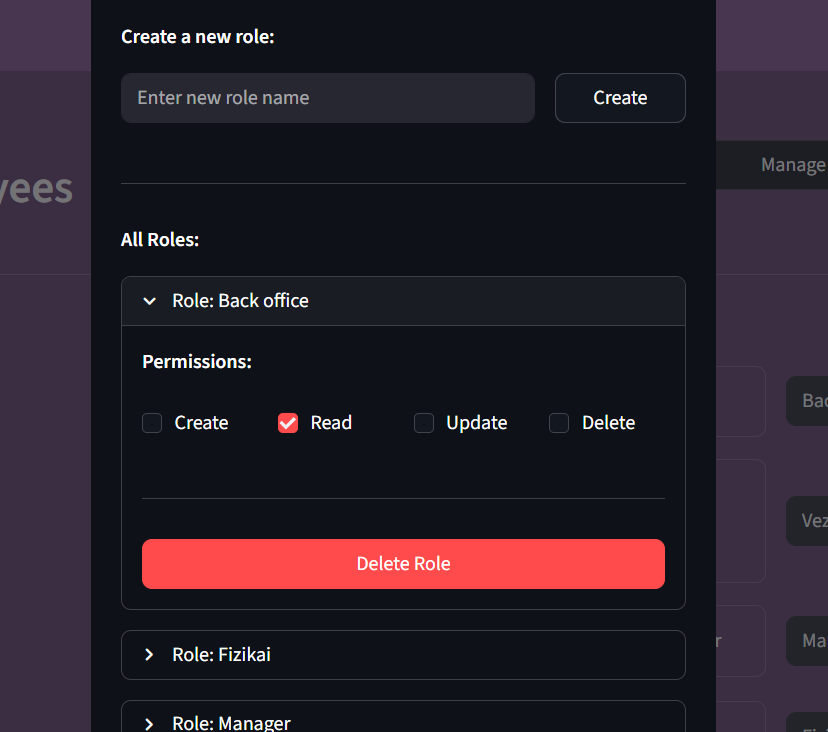 Create a new role:
Enter new role name
Create
yees
Manage
All Roles:
Role: Back office
Permissions:
Create
Read
Update
Delete
Bac
Vez
Delete Role
Role: Fizikai
r
Ma
Role: Manager